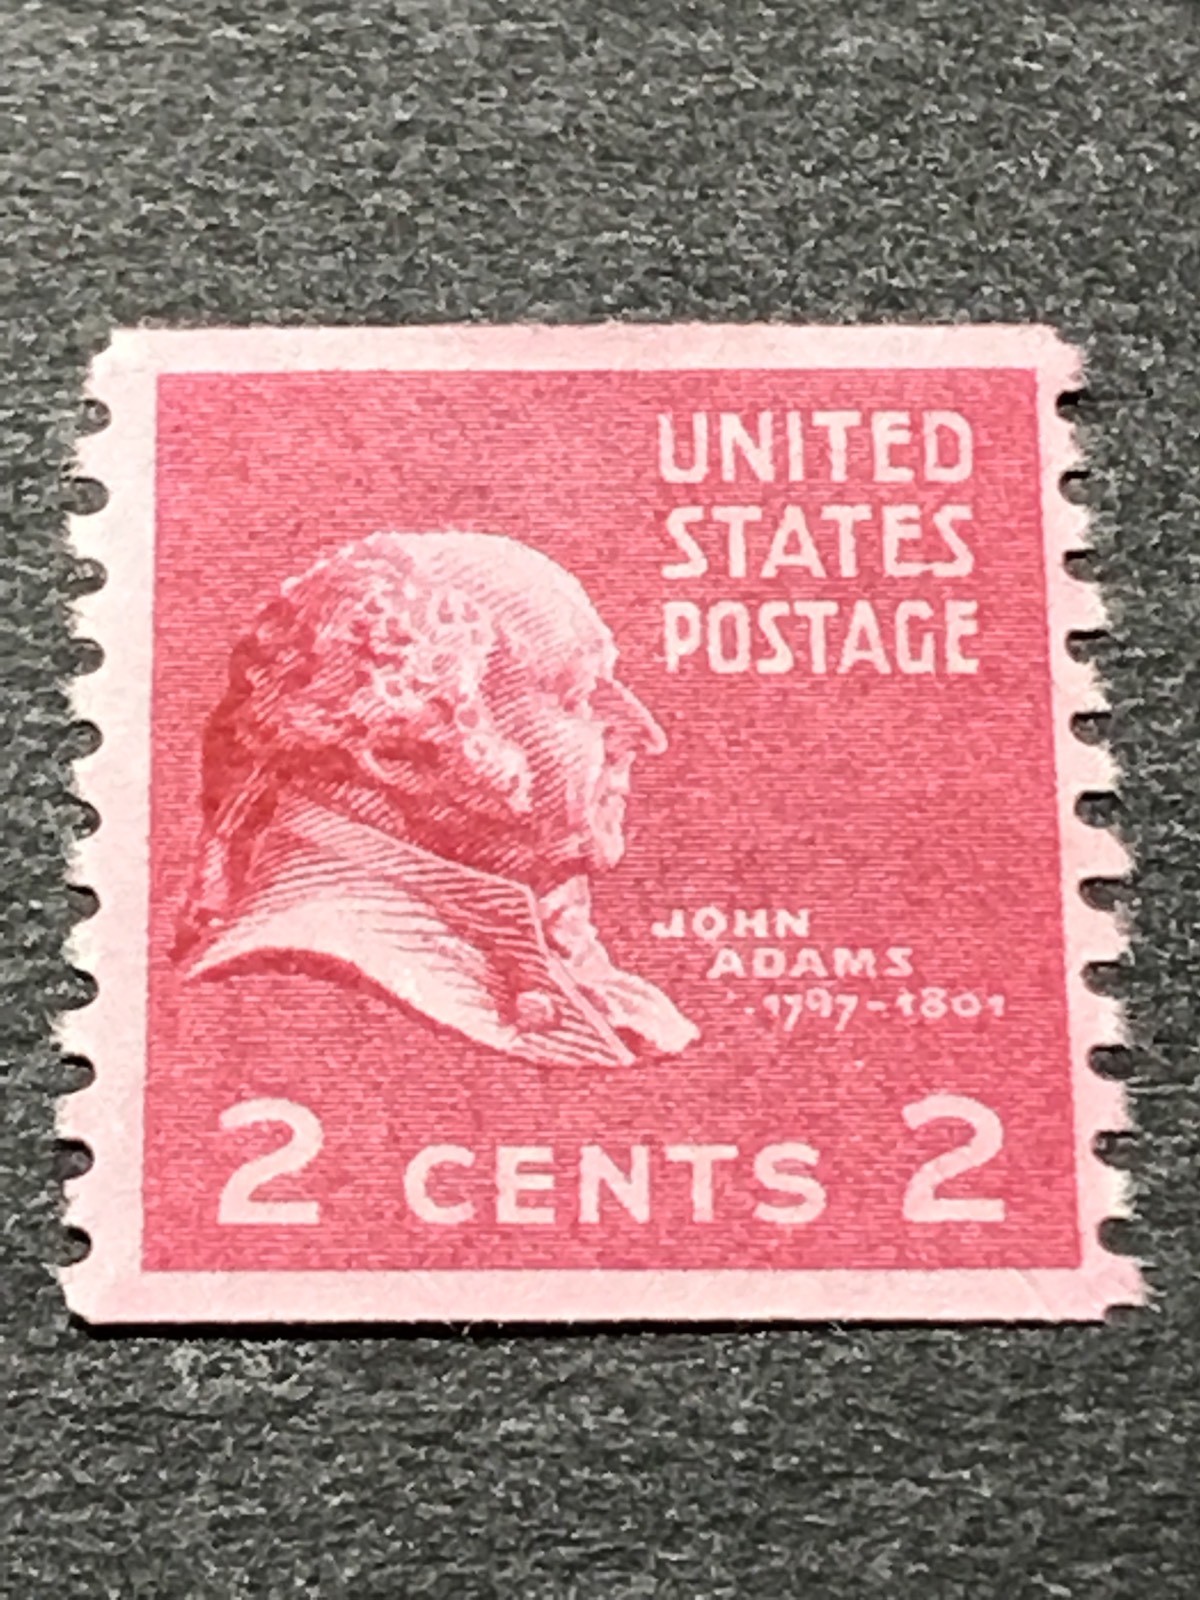 UNITED
STATES
POSTAGE
JOHN
ADAMS
1797-1801
2 CENTS 2